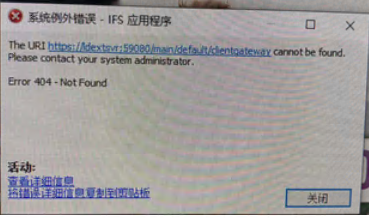 系统例外错误 - IFS 应用程序
The URI https://ldextsvr:59080/main/default/clientgateway cannot be found.
Please contact your system administrator.
Error 404 - Not Found
活动:
查看详细信息
将错误详细信息复制到剪贴板
关闭